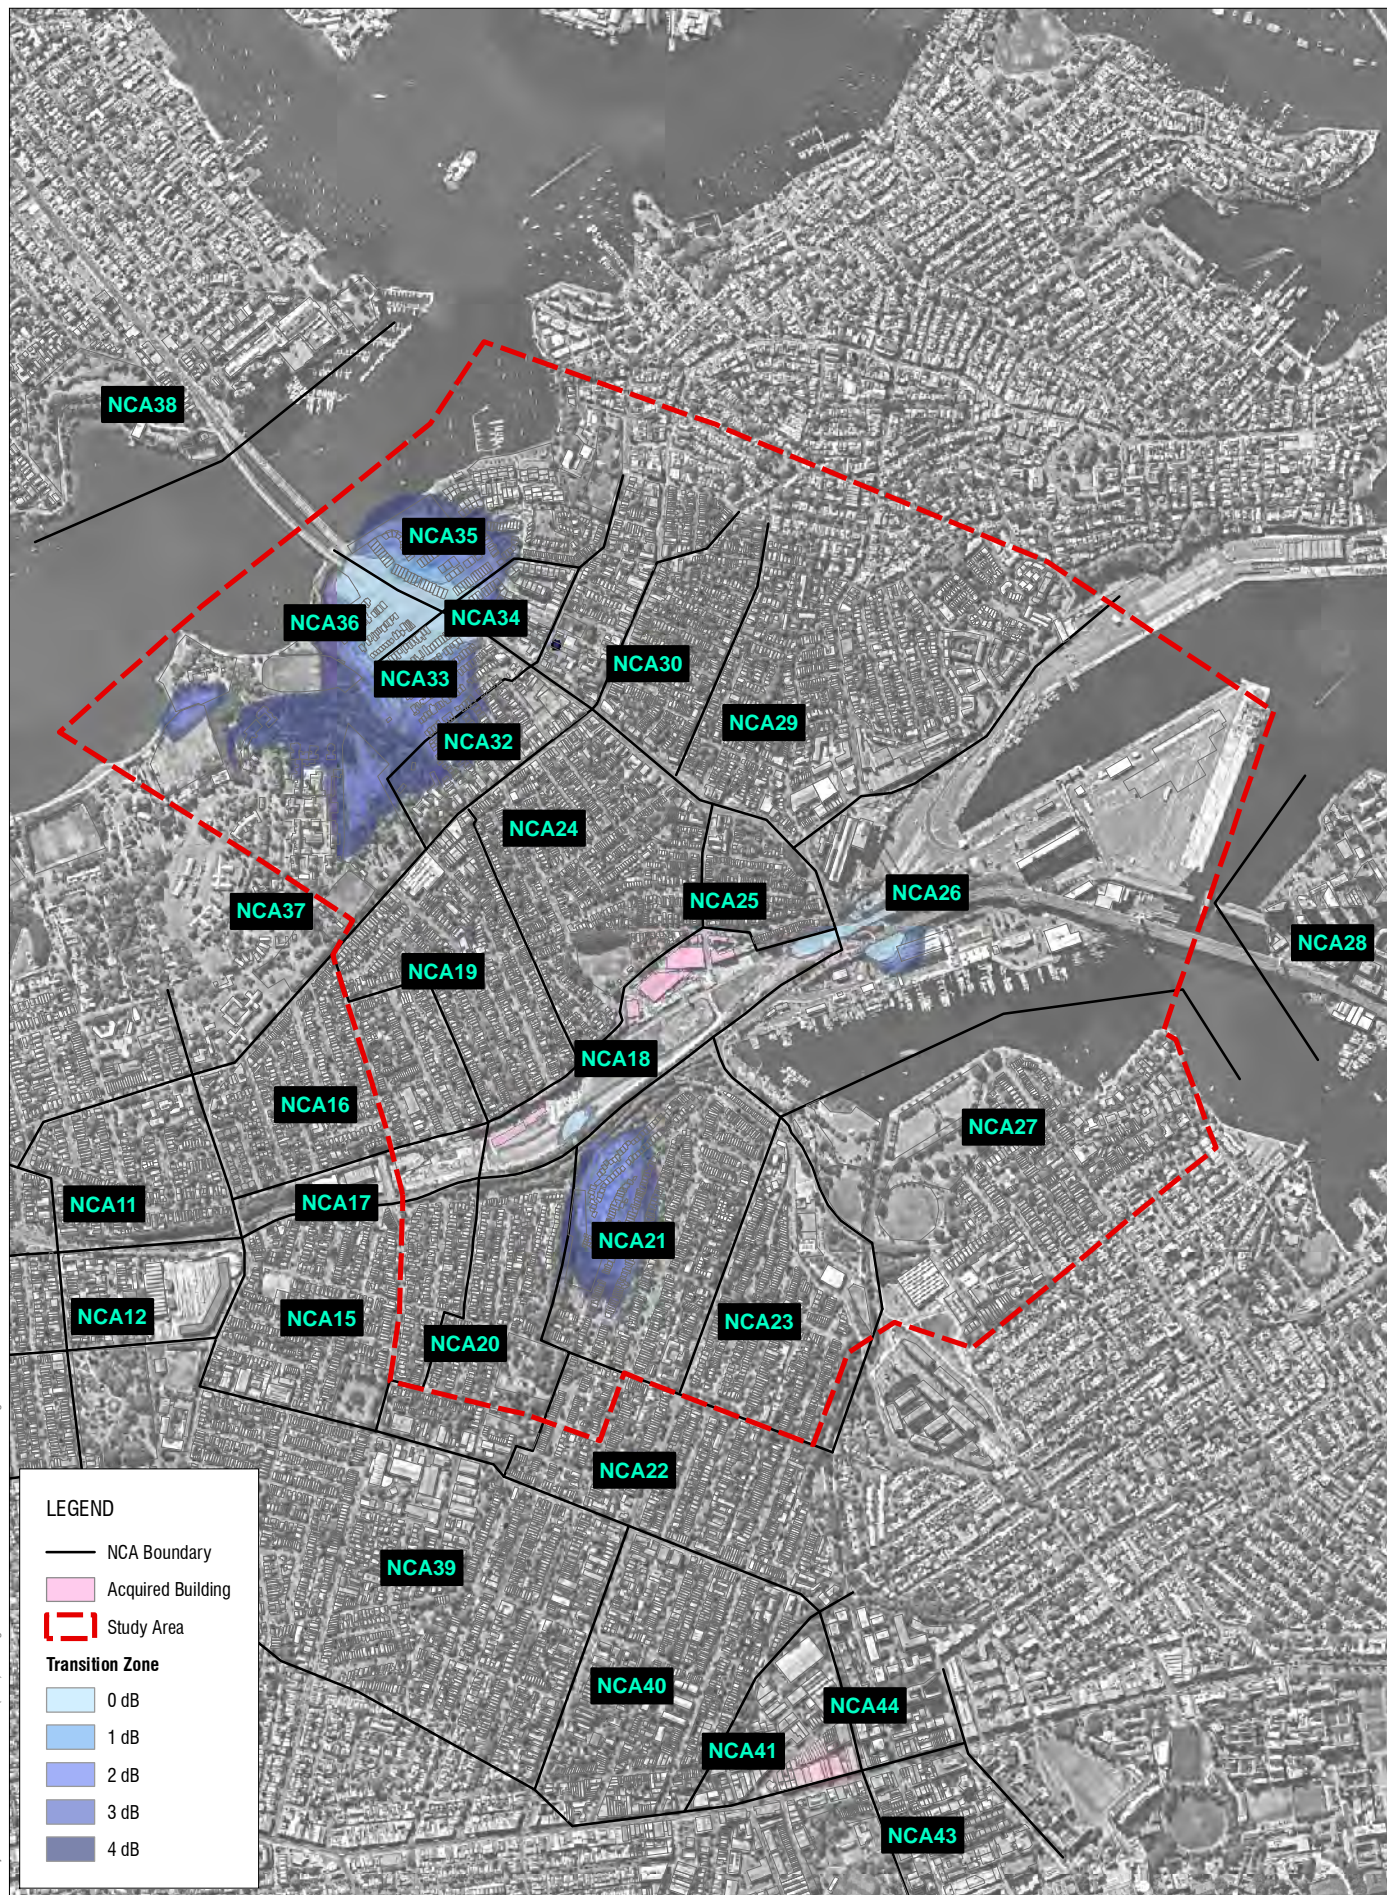 NCA38
NCA35
NCA36
NCA34
NCA33
NCA30
NCA29
NCA32
NCA24
NCA25
NCA26
NCA37
NCA28
NCA19
NCA18
NCA16
NCA27
NCA11
NCA17
NCA21
NCA12
NCA15
NCA20
NCA23
NCA22
NCA39
NCA40
NCA44
NCA41
NCA43
LEGEND
NCA Boundary
Acquired Building
Study Area
Transition Zone
0 dB
1 dB
2 dB
3 dB
4 dB